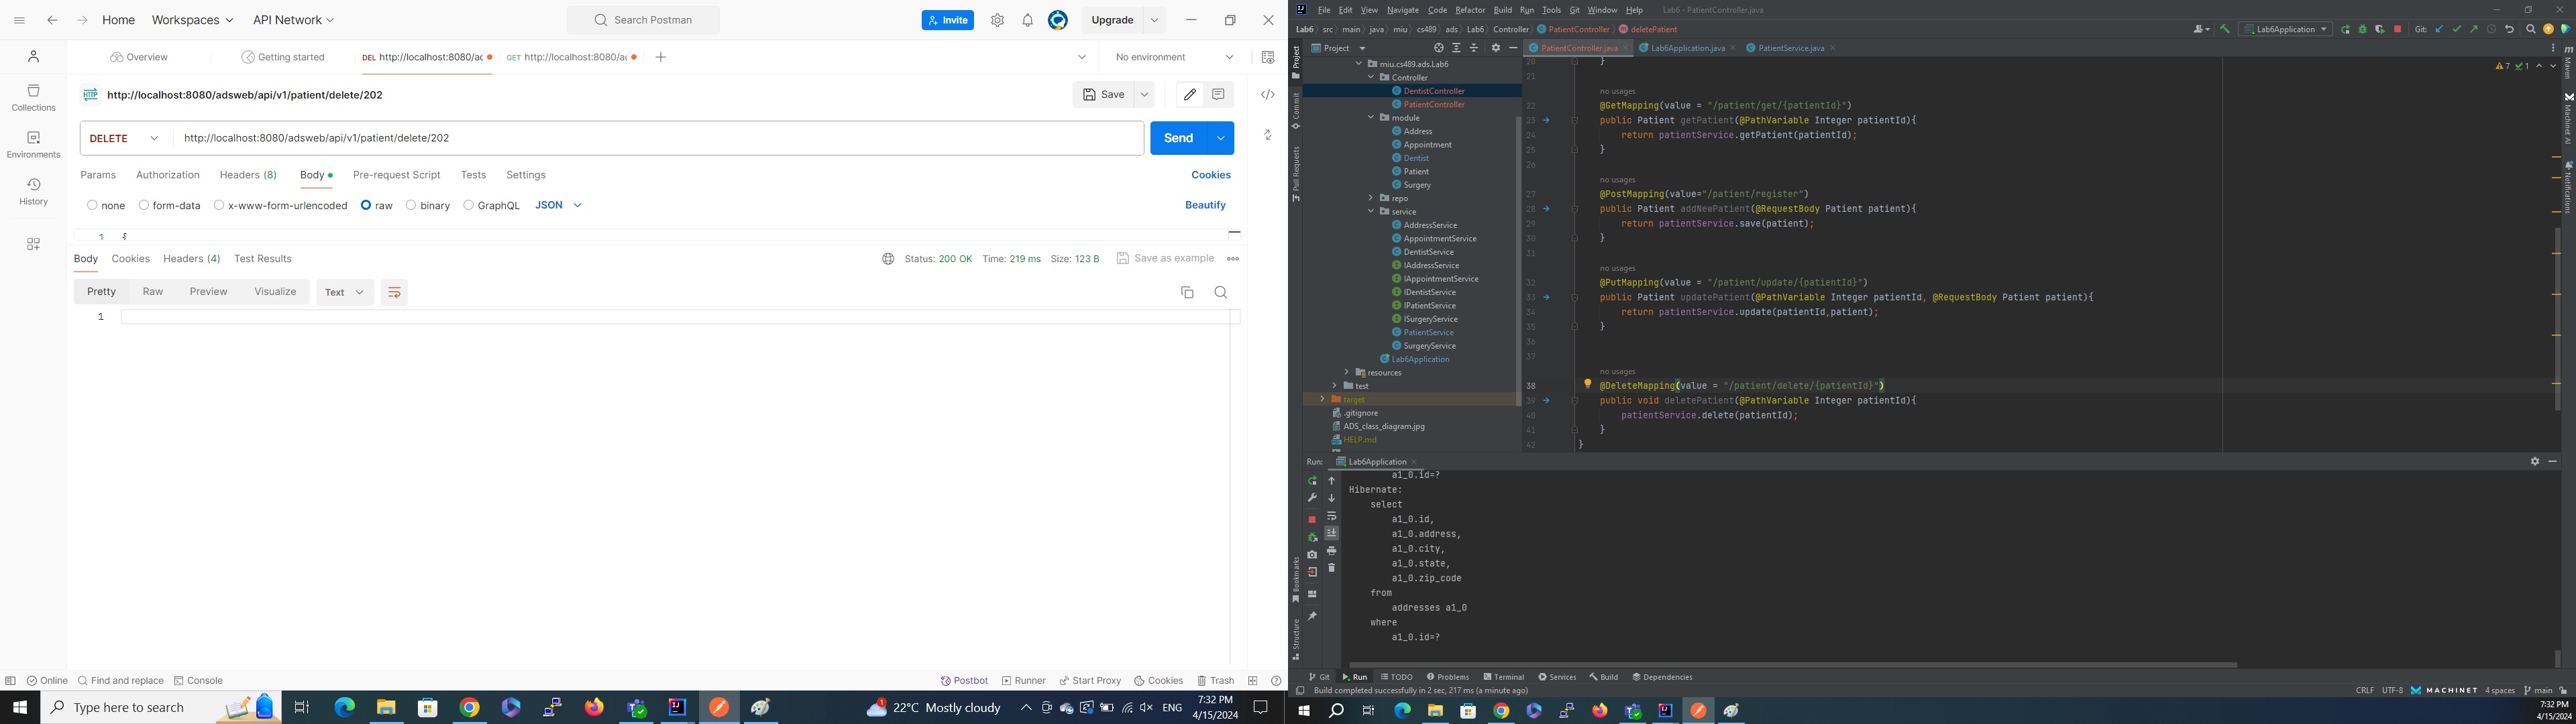 Home
Workspaces
API Network
Search Postman
Invite
Upgrade
Overview
Getting started
DEL http://localhost:8080/ac
GET http://localhost:8080/ac
No environment
HTTP http://localhost:8080/adsweb/api/v1/patient/delete/202
Save
Collections
Environments
History
DELETE
http://localhost:8080/adsweb/api/v1/patient/delete/202
Send
Params Authorization Headers (8) Body Pre-request Script Tests Settings
Cookies
none form-data x-www-form-urlencoded raw binary GraphQL JSON
Beautify
1 {
Body Cookies Headers (4) Test Results
Status: 200 OK Time: 219 ms Size: 123 B
Save as example
Pretty Raw Preview Visualize Text
1
Online Find and replace Console
Postbot Runner Start Proxy Cookies Trash
Type here to search
1
22°C Mostly cloudy
ENG
7:32 PM
4/15/2024
File Edit View Navigate Code Refactor Build Run Tools Git Window Help Lab6 - PatientController.java
Lab6 src main java miu cs489 ads Lab6 Controller PatientController deletePatient
Lab6Application
Git:
Project
PatientController.java Lab6Application.java PatientService.java
Project
Commit
Pull Requests
Bookmarks
Structure
miu.cs489.ads.Lab6
Controller
DentistController
PatientController
module
Address
Appointment
Dentist
Patient
Surgery
repo
service
AddressService
AppointmentService
DentistService
IAddressService
IAppointmentService
IDentistService
IPatientService
ISurgeryService
PatientService
SurgeryService
Lab6Application
resources
test
target
.gitignore
ADS_class_diagram.jpg
HELP.md
7 1
Maven
Machinet AI
Notifications
20 }
21
no usages
22 @GetMapping(value = "/patient/get/{patientId}")
23 public Patient getPatient(@PathVariable Integer patientId){
24 return patientService.getPatient(patientId);
25 }
26
no usages
27 @PostMapping(value="/patient/register")
28 public Patient addNewPatient(@RequestBody Patient patient){
29 return patientService.save(patient);
30 }
31
no usages
32 @PutMapping(value = "/patient/update/{patientId}")
33 public Patient updatePatient(@PathVariable Integer patientId, @RequestBody Patient patient){
34 return patientService.update(patientId,patient);
35 }
36
37
no usages
38 @DeleteMapping(value = "/patient/delete/{patientId}")
39 public void deletePatient(@PathVariable Integer patientId){
40 patientService.delete(patientId);
41 }
42 }
Run: Lab6Application
a1_0.id=?
Hibernate:
select
a1_0.id,
a1_0.address,
a1_0.city,
a1_0.state,
a1_0.zip_code
from
addresses a1_0
where
a1_0.id=?
Git Run TODO Problems Terminal Services Build Dependencies
Build completed successfully in 2 sec, 217 ms (a minute ago)
CRLF UTF-8 MACHINET 4 spaces main
7:32 PM
4/15/2024